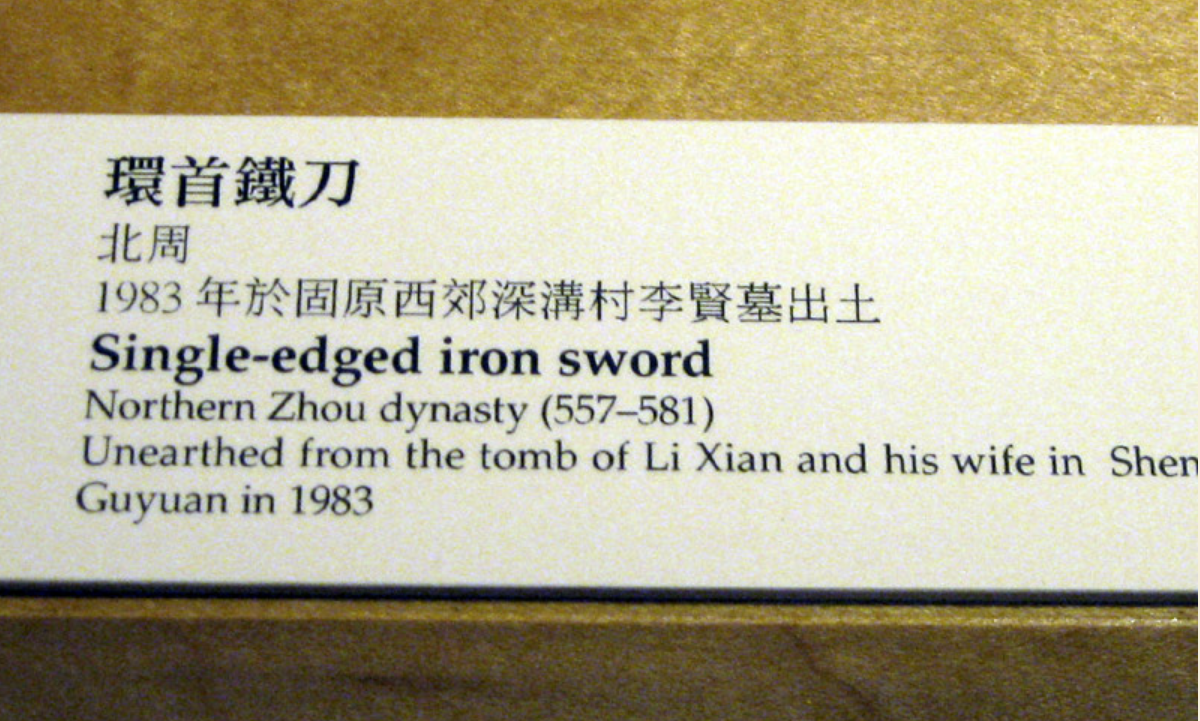 環首鐵刀
北周
1983 年於固原西郊深溝村李賢墓出土
Single-edged iron sword
Northern Zhou dynasty (557–581)
Unearthed from the tomb of Li Xian and his wife in Shen
Guyuan in 1983